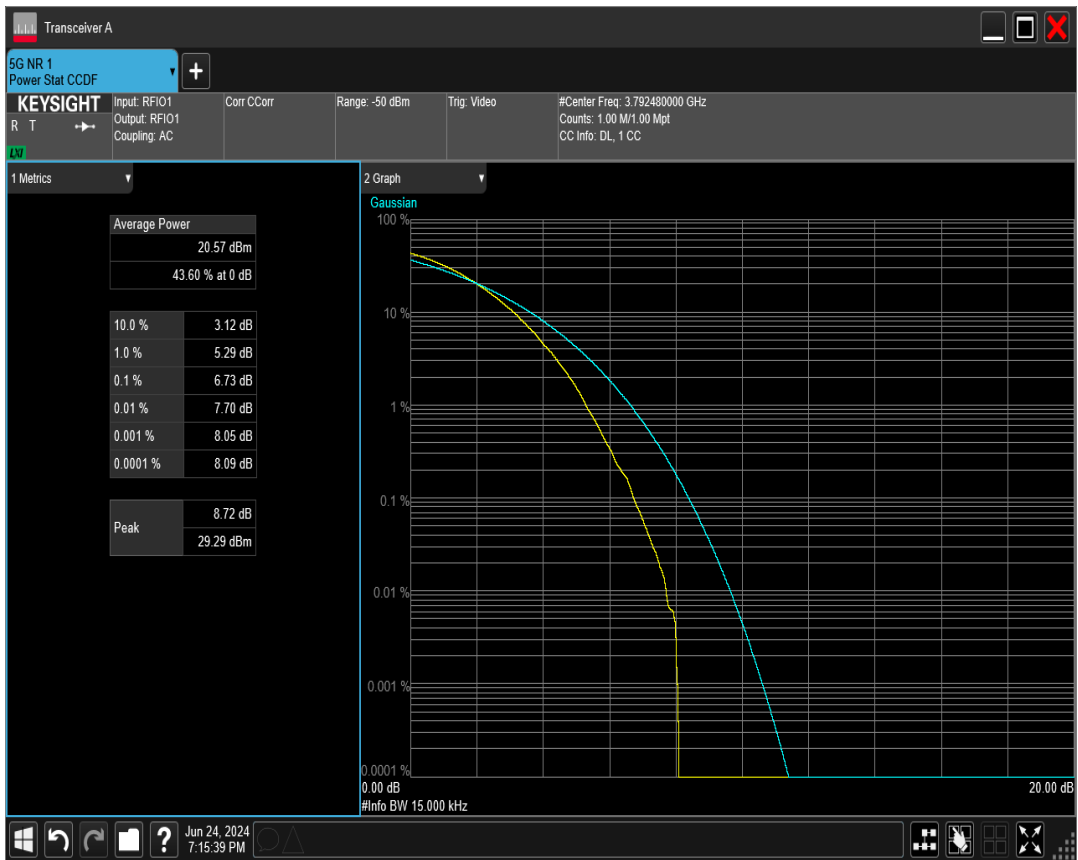 Transceiver A
5G NR 1
Power Stat CCDF
+
KEYSIGHT
R T
LXI
Input: RFIO1
Output: RFIO1
Coupling: AC
Corr CCorr
Range: -50 dBm
Trig: Video
#Center Freq: 3.792480000 GHz
Counts: 1.00 M/1.00 Mpt
CC Info: DL, 1 CC
1 Metrics
Average Power
20.57 dBm
43.60 % at 0 dB
10.0 % 3.12 dB
1.0 % 5.29 dB
0.1 % 6.73 dB
0.01 % 7.70 dB
0.001 % 8.05 dB
0.0001 % 8.09 dB
Peak
8.72 dB
29.29 dBm
2 Graph
Gaussian
100 %
10 %
1 %
0.1 %
0.01 %
0.001 %
0.0001 %
0.00 dB
20.00 dB
#Info BW 15.000 kHz
?
Jun 24, 2024
7:15:39 PM